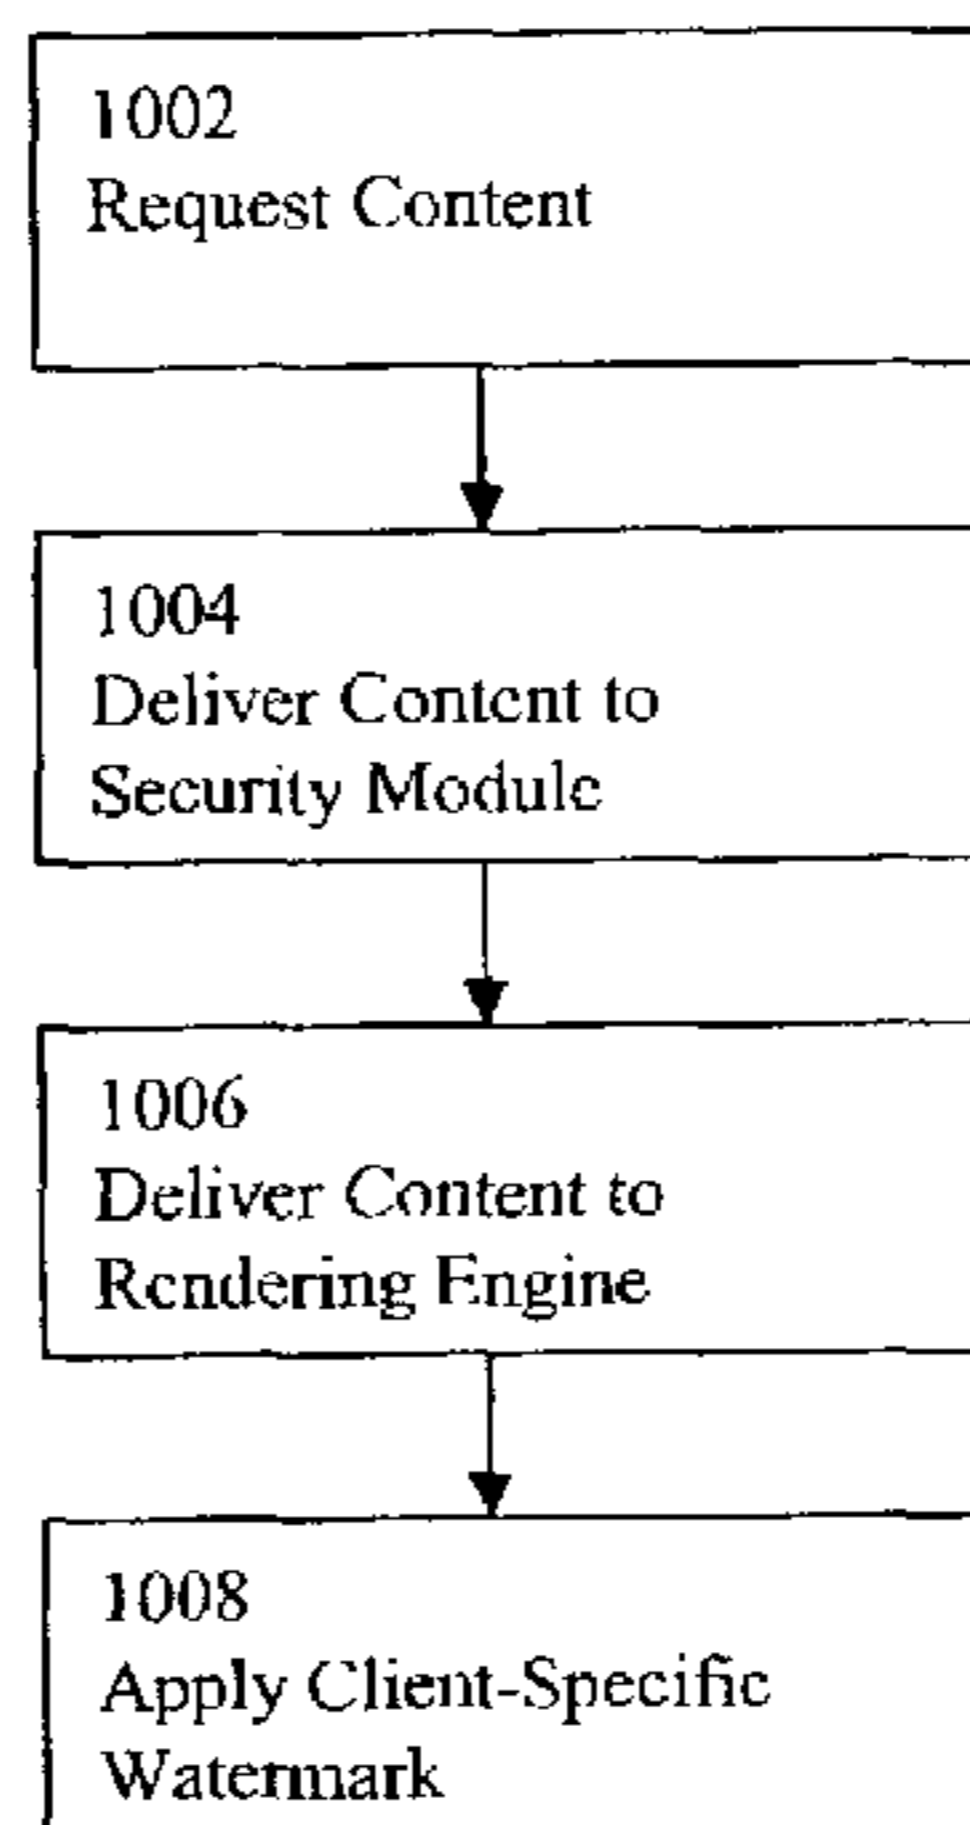 1002
Request Content
1004
Deliver Content to
Security Module
1006
Deliver Content to
Rendering Engine
1008
Apply Client-Specific
Watermark